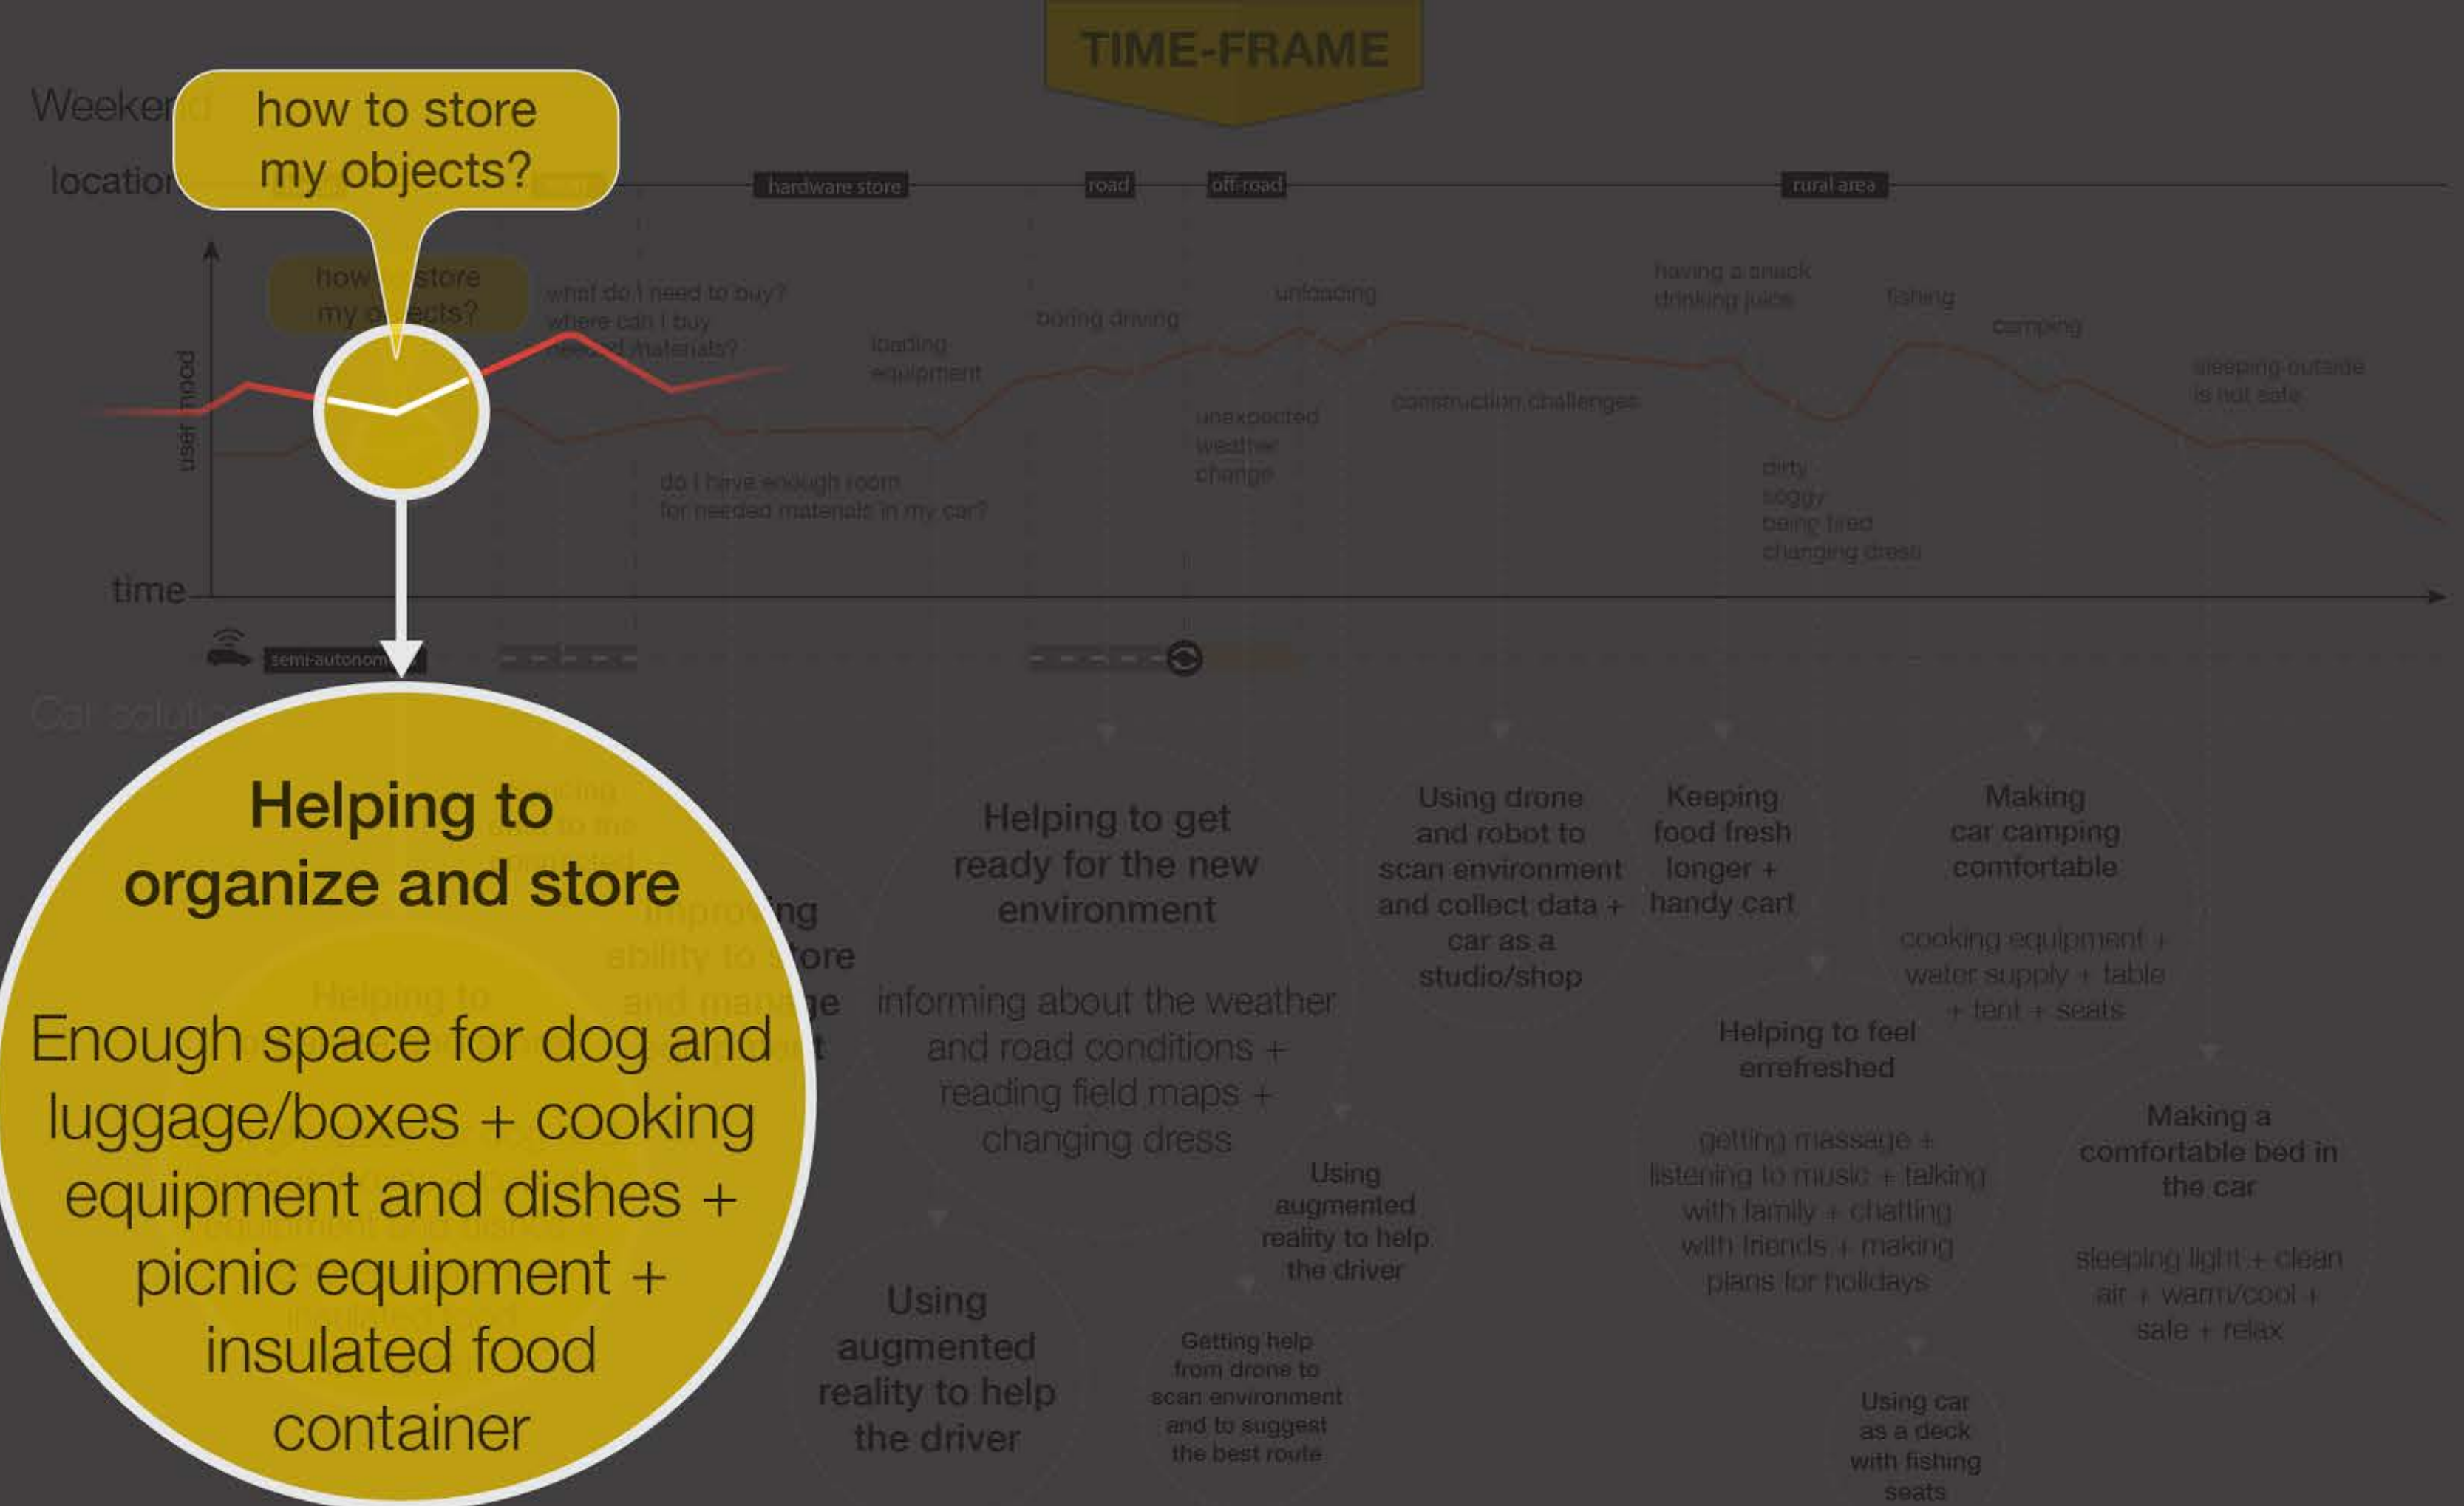 TIME-FRAME
Weekend
how to store
my objects?
location
hardware store
road
off-road
rural area
how to store
my objects?
what do I need to buy?
where can I buy
needed materials?
loading
equipment
boring driving
unloading
having a snack
drinking juice
fishing
camping
sleeping outside
is not safe
user mood
do I have enough room
for needed materials in my car?
unexpected
weather
change
construction challenges
dirty
soggy
being tired
changing dress
time
semi-autonom
Car soluti
Helping to
organize and store
Enough space for dog and
luggage/boxes + cooking
equipment and dishes +
picnic equipment +
insulated food
container
Improving
ability to store
and manage
Helping to get
ready for the new
environment
informing about the weather
and road conditions +
reading field maps +
changing dress
Using
augmented
reality to help
the driver
Using
augmented
reality to help
the driver
Getting help
from drone to
scan environment
and to suggest
the best route
Using drone
and robot to
scan environment
and collect data +
car as a
studio/shop
Keeping
food fresh
longer +
handy cart
Helping to feel
errefreshed
getting massage +
listening to music + talking
with family + chatting
with friends + making
plans for holidays
Using car
as a deck
with fishing
seats
Making
car camping
comfortable
cooking equipment +
water supply + table
+ tent + seats
Making a
comfortable bed in
the car
sleeping light + clean
air + warm/cool +
safe + relax